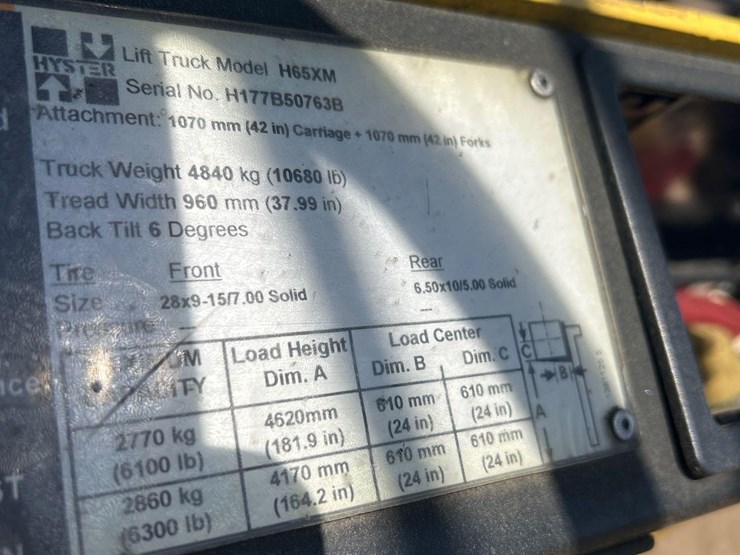 HYSTER
Lift Truck Model H65XM
Serial No. H177B50763B
Attachment: 1070 mm (42 in) Carriage + 1070 mm (42 in) Forks
Truck Weight 4840 kg (10680 lb)
Tread Width 960 mm (37.99 in)
Back Tilt 6 Degrees
Tire Front Rear
Size 28x9-15/7.00 Solid 6.50x10/5.00 Solid
Pressure --- ---
Load Height Load Center
Dim. A Dim. B Dim. C
2770 kg 4620mm 610 mm 610 mm
(6100 lb) (181.9 in) (24 in) (24 in)
2860 kg 4170 mm 610 mm 610 mm
(6300 lb) (164.2 in) (24 in) (24 in)
C
B
A